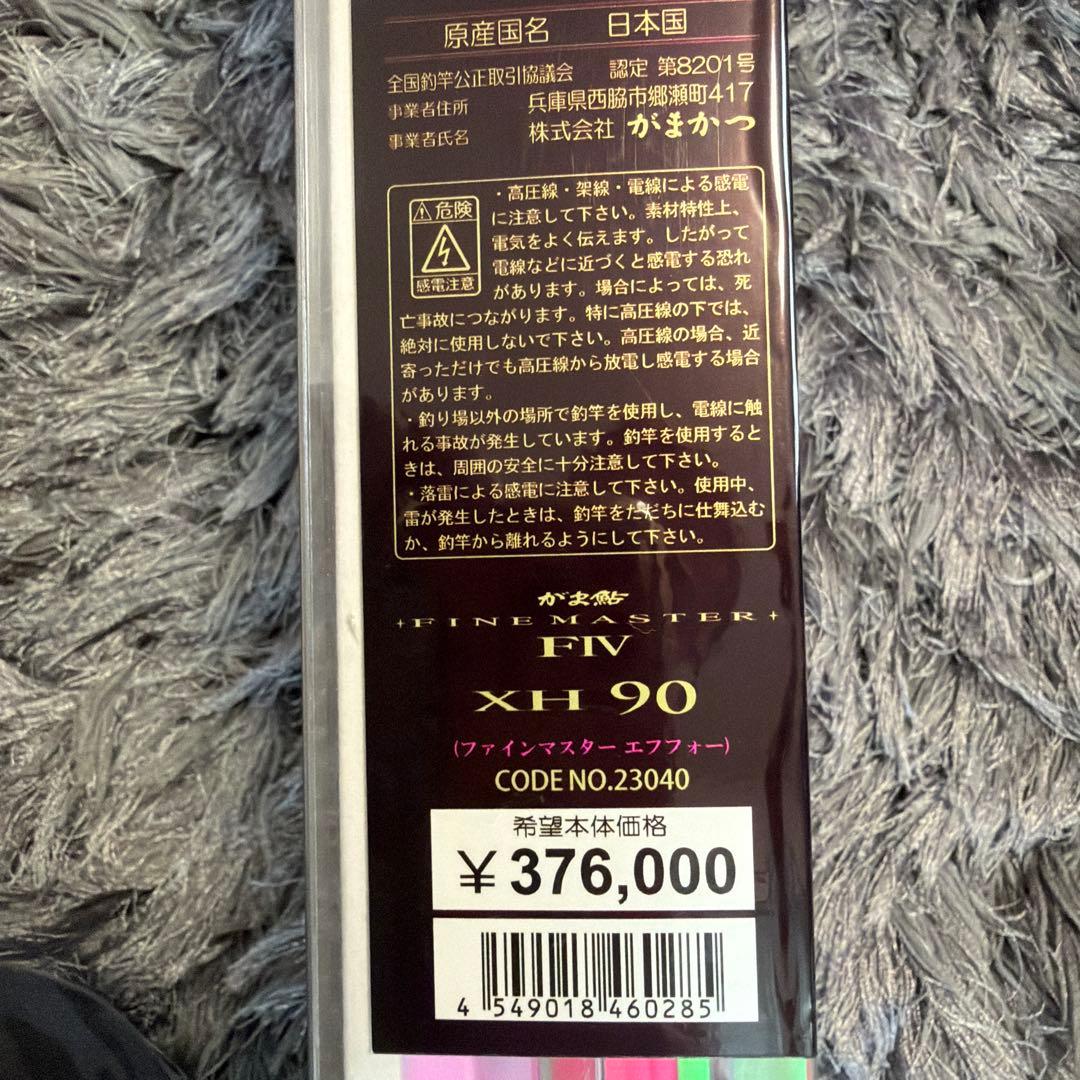 原産国名 日本国
全国釣竿公正取引協議会 認定 第8201号
事業者住所 兵庫県西脇市郷瀬町417
事業者氏名 株式会社 がまかつ
⚠危険
感電注意
・高圧線・架線・電線による感電
に注意して下さい。素材特性上、
電気をよく伝えます。したがって
電線などに近づくと感電する恐れ
があります。場合によっては、死
亡事故につながります。特に高圧線の下では、
絶対に使用しないで下さい。高圧線の場合、近
寄っただけでも高圧線から放電し感電する場合
があります。
・釣り場以外の場所で釣竿を使用し、電線に触
れる事故が発生しています。釣竿を使用すると
きは、周囲の安全に十分注意して下さい。
・落雷による感電に注意して下さい。使用中、
雷が発生したときは、釣竿をただちに仕舞込む
か、釣竿から離れるようにして下さい。
がま鮎
FINE MASTER
FIV
XH 90
(ファインマスター エフフォー)
CODE NO.23040
希望本体価格
¥ 376,000
4 549018 460285